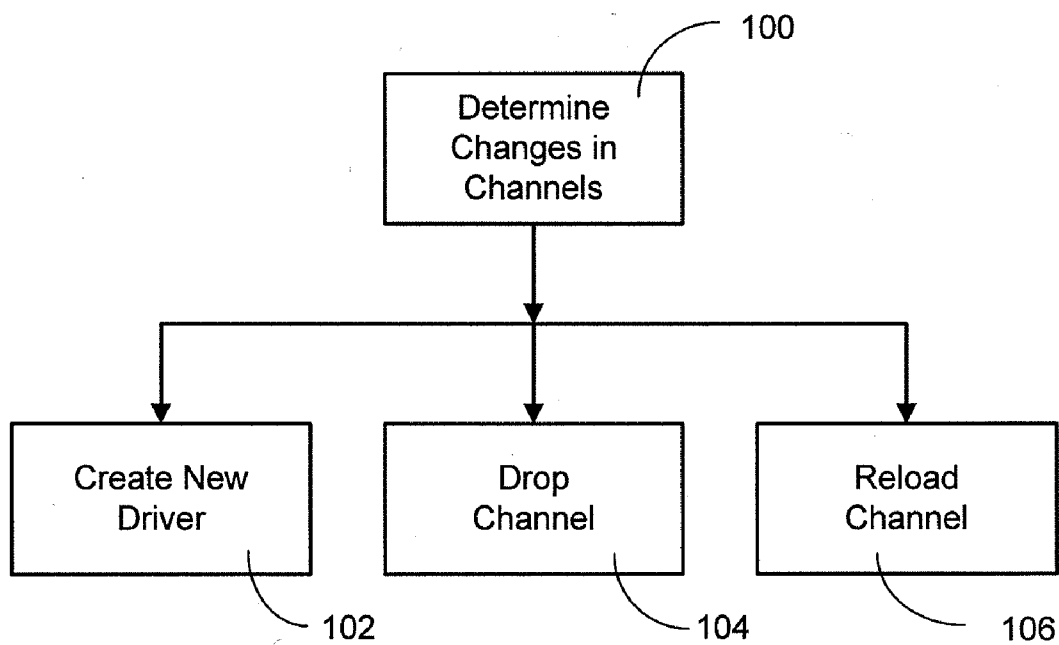 100
Determine
Changes in
Channels
Create New
Driver
Drop
Channel
Reload
Channel
102
104
106